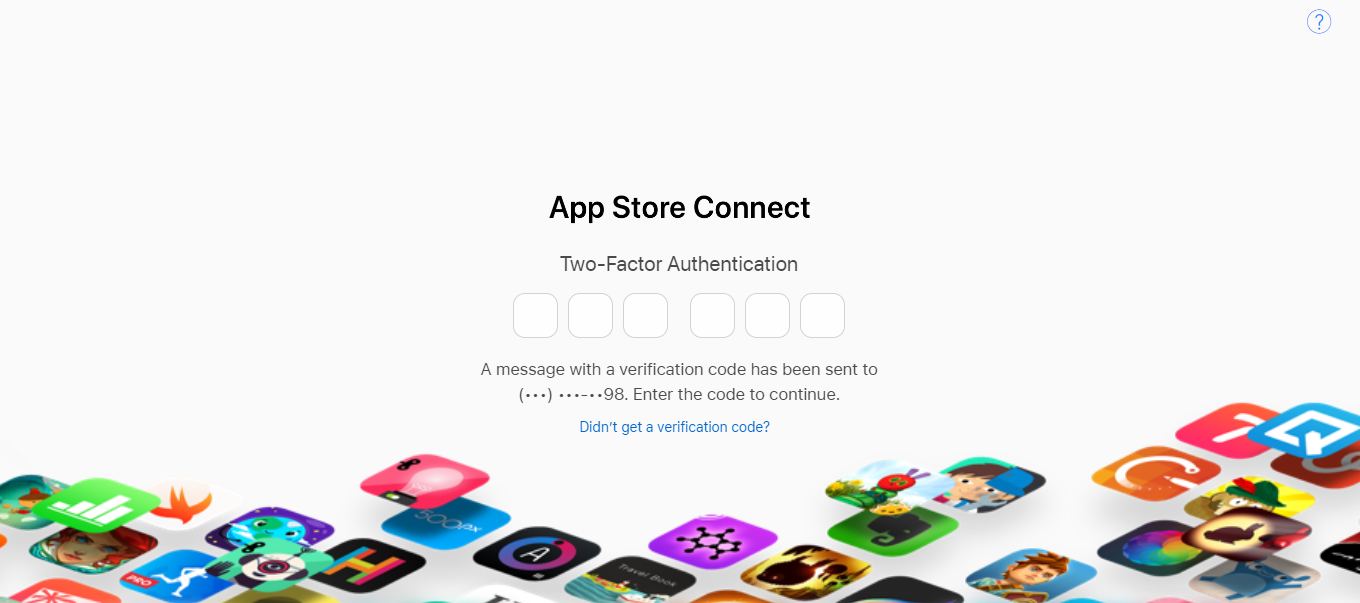 ?
App Store Connect
Two-Factor Authentication
A message with a verification code has been sent to
(•••) •••-••98. Enter the code to continue.
Didn’t get a verification code?
500px
A
PRO
H
Travel Book